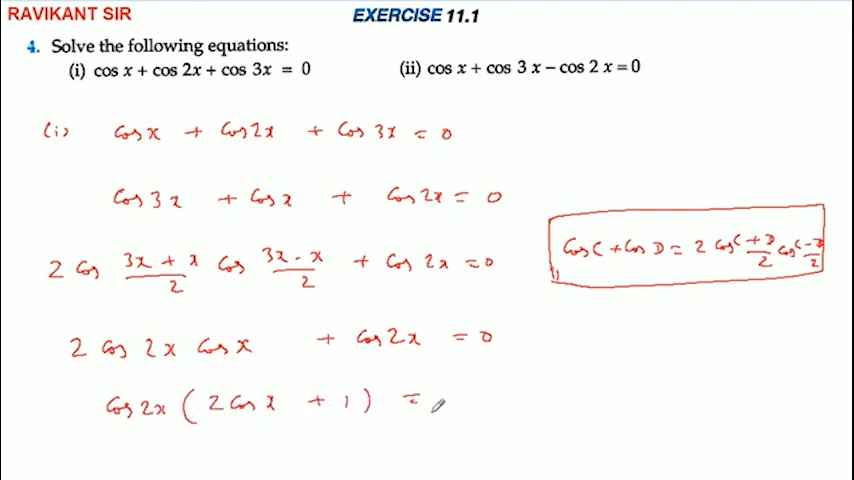 RAVIKANT SIR
EXERCISE 11.1
4. Solve the following equations:
(i) cos x + cos 2x + cos 3x = 0 (ii) cos x + cos 3 x − cos 2 x = 0
(i) Cos x + Cos 2x + Cos 3x = 0
Cos 3x + Cos x + Cos 2x = 0
2 Cos (3x + x)/2 Cos (3x - x)/2 + Cos 2x = 0
Cos C + Cos D = 2 Cos (C + D)/2 Cos (C - D)/2
2 Cos 2x Cos x + Cos 2x = 0
Cos 2x ( 2 Cos x + 1 ) =